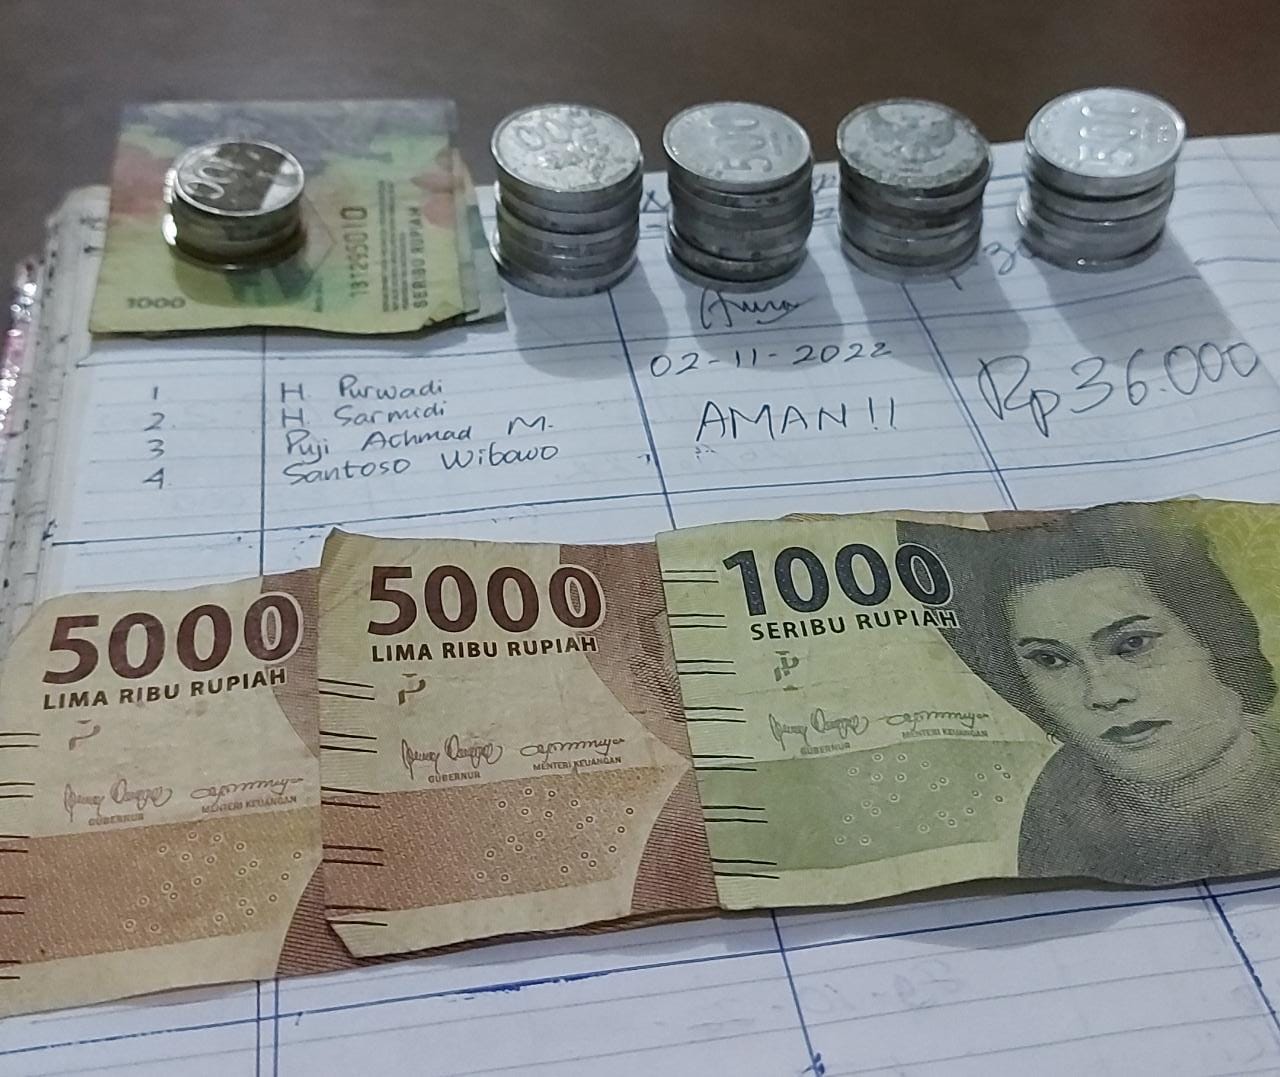 1000
131295010
SERIBU RUPIAH
500
500
500
02-11-2022
Rp36.000
1 H. Purwadi
2. H. Sarmidi
AMAN!!
3 Puji Achmad M.
4. Santoso Wibowo
5000
LIMA RIBU RUPIAH
GUBERNUR
MENTERI KEUANGAN
5000
LIMA RIBU RUPIAH
GUBERNUR
MENTERI KEUANGAN
1000
SERIBU RUPIAH
GUBERNUR
MENTERI KEUANGAN